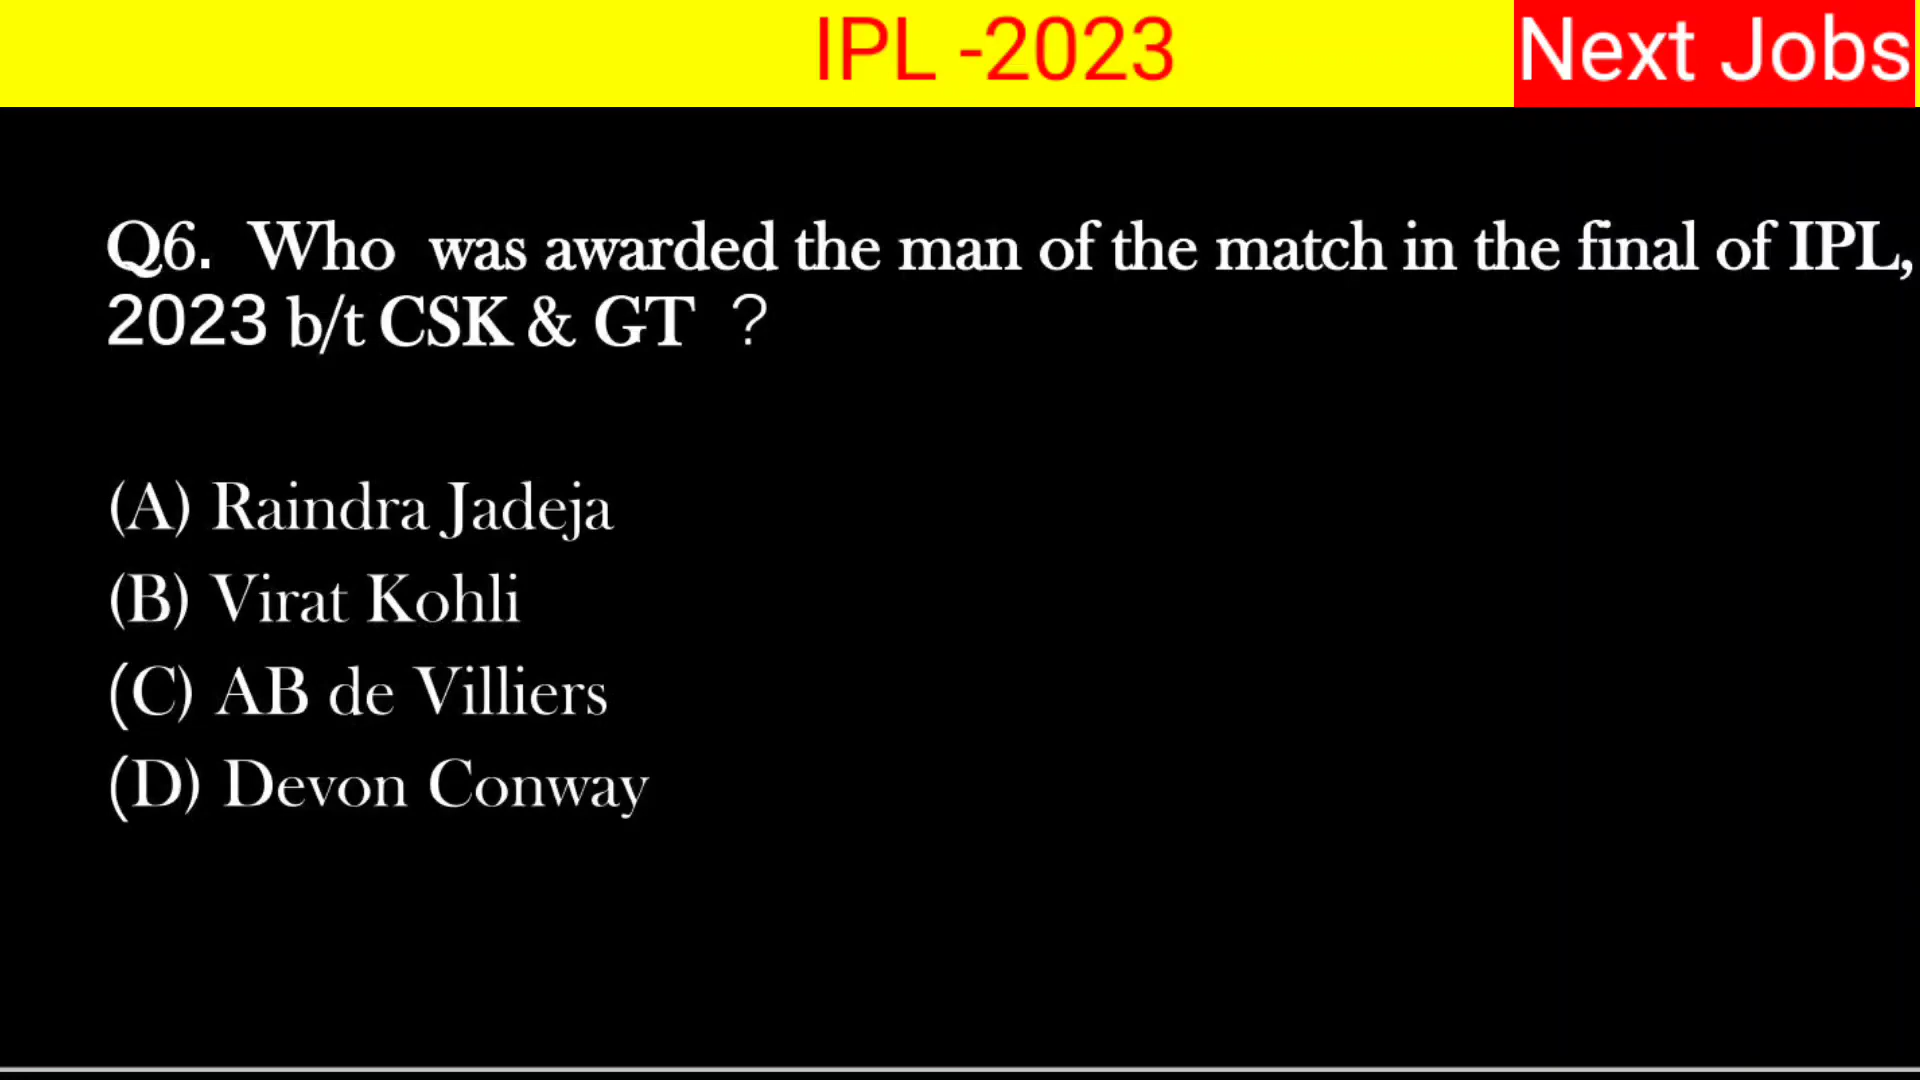 IPL -2023
Next Jobs
Q6. Who was awarded the man of the match in the final of IPL,
2023 b/t CSK & GT ?
(A) Raindra Jadeja
(B) Virat Kohli
(C) AB de Villiers
(D) Devon Conway